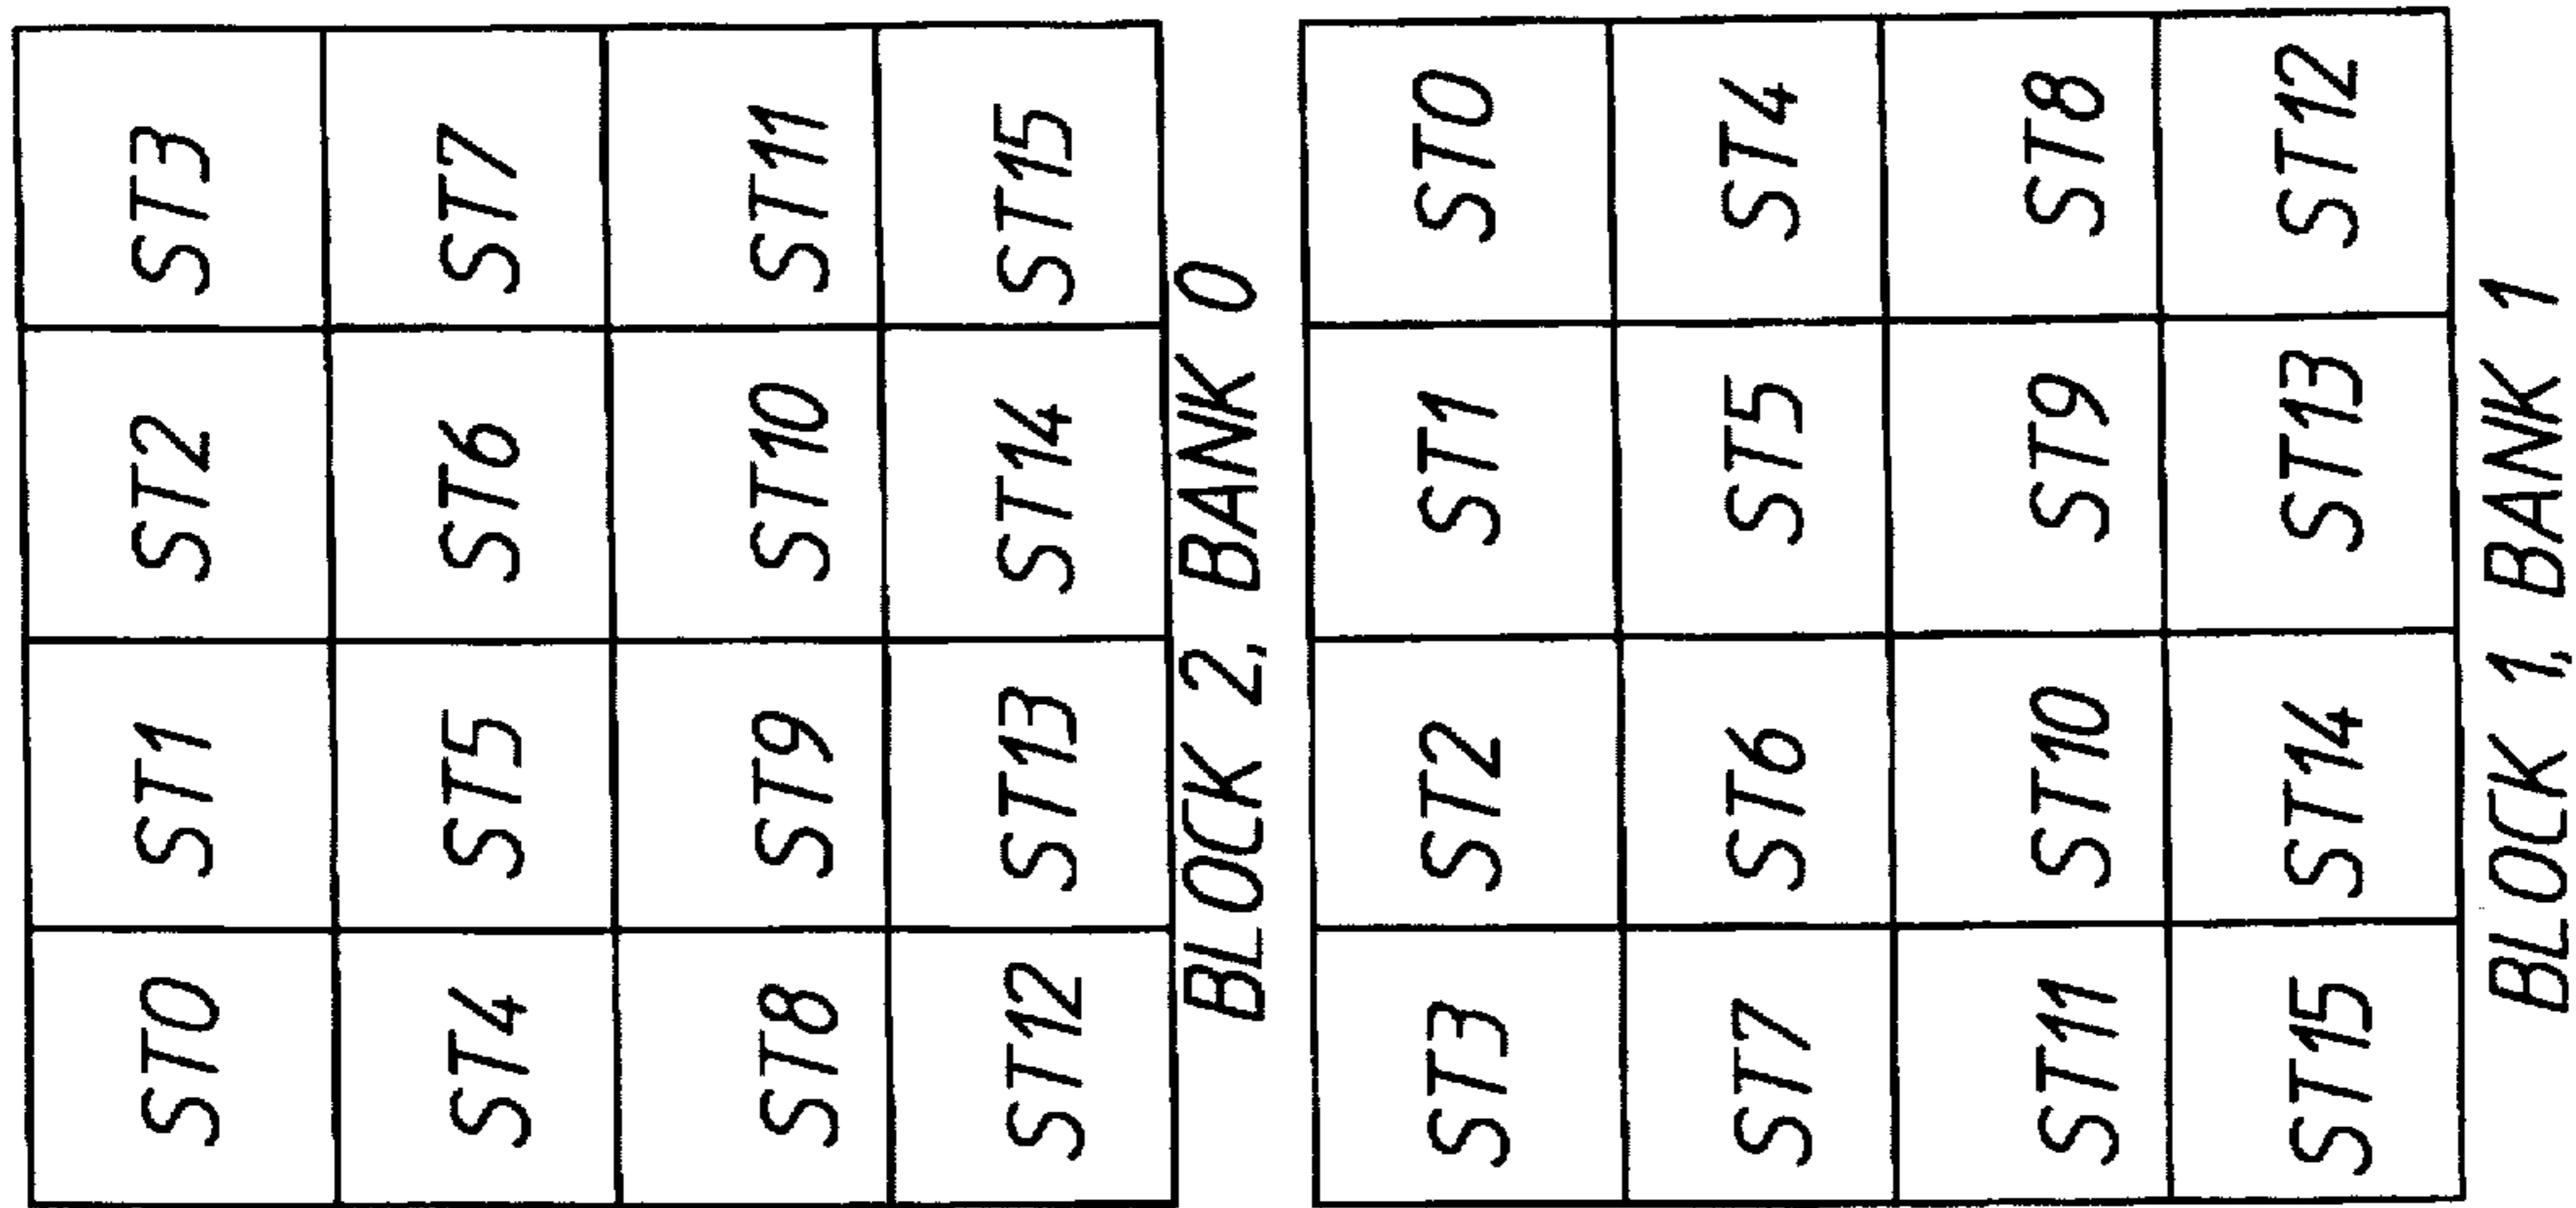 ST0 ST1 ST2 ST3
ST4 ST5 ST6 ST7
ST8 ST9 ST10 ST11
ST12 ST13 ST14 ST15
BLOCK 2, BANK 0
ST3 ST2 ST1 ST0
ST7 ST6 ST5 ST4
ST11 ST10 ST9 ST8
ST15 ST14 ST13 ST12
BLOCK 1, BANK 1